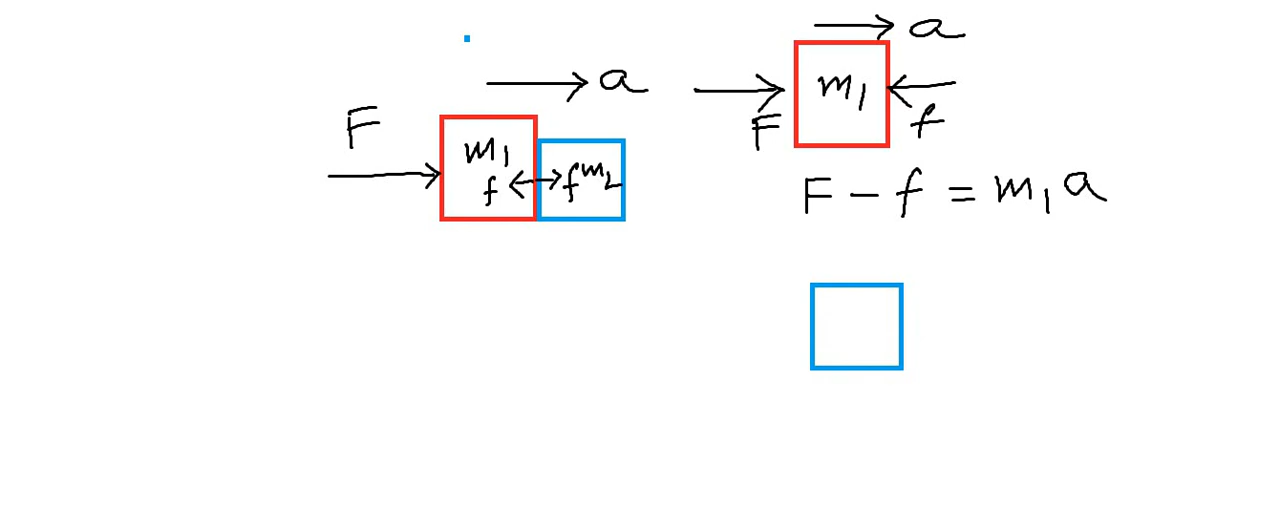 a
F
m₁
f f m₂
a
m₁
F f
F - f = m₁a